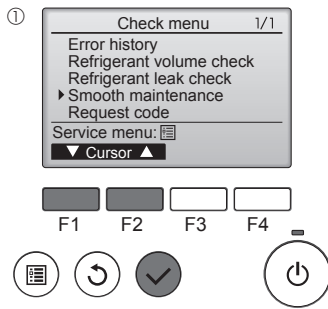 ①
Check menu 1/1
Error history
Refrigerant volume check
Refrigerant leak check
Smooth maintenance
Request code
Service menu:
▼ Cursor ▲
F1 F2 F3 F4